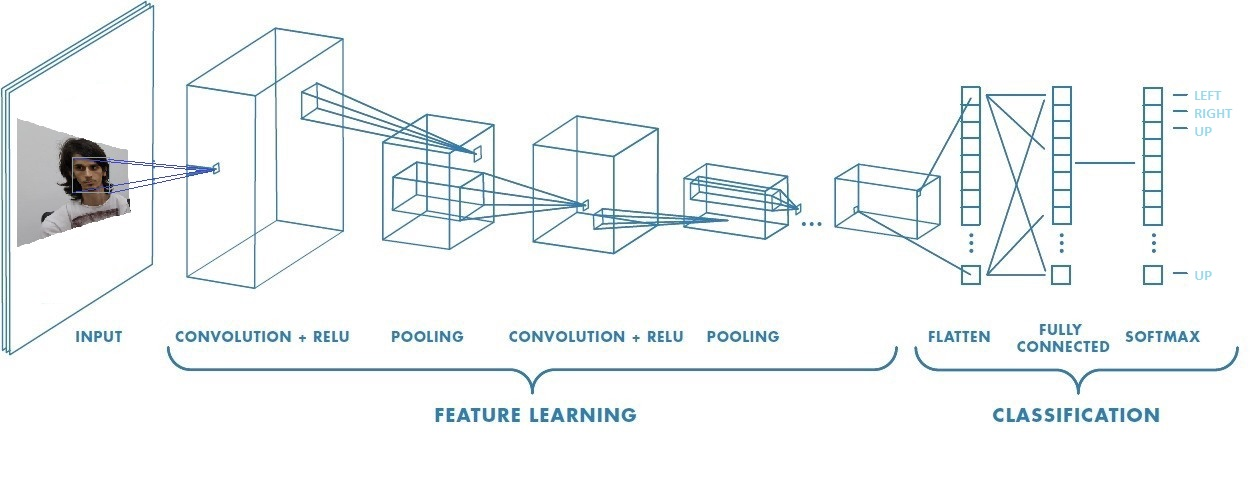 LEFT
RIGHT
UP
UP
INPUT
CONVOLUTION + RELU
POOLING
CONVOLUTION + RELU
POOLING
FLATTEN
FULLY
CONNECTED
SOFTMAX
FEATURE LEARNING
CLASSIFICATION